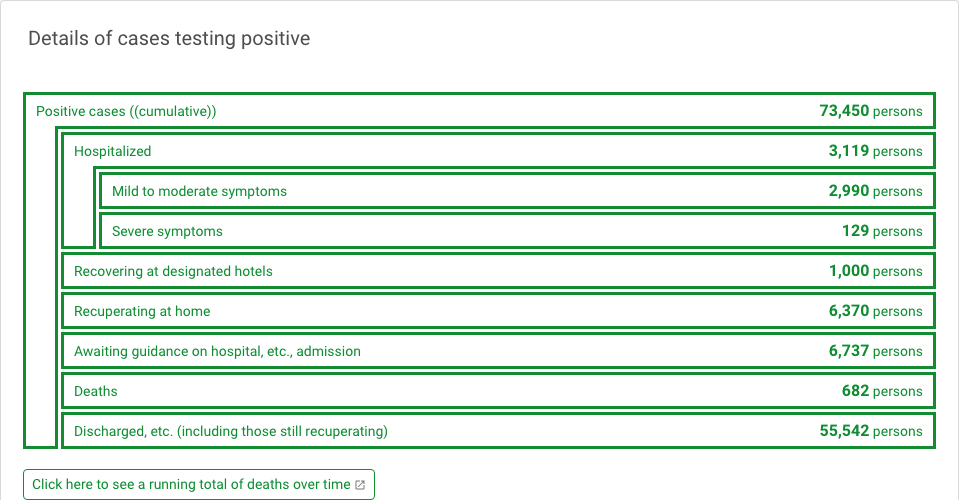 Details of cases testing positive
Positive cases ((cumulative)) 73,450 persons
Hospitalized 3,119 persons
Mild to moderate symptoms 2,990 persons
Severe symptoms 129 persons
Recovering at designated hotels 1,000 persons
Recuperating at home 6,370 persons
Awaiting guidance on hospital, etc., admission 6,737 persons
Deaths 682 persons
Discharged, etc. (including those still recuperating) 55,542 persons
Click here to see a running total of deaths over time